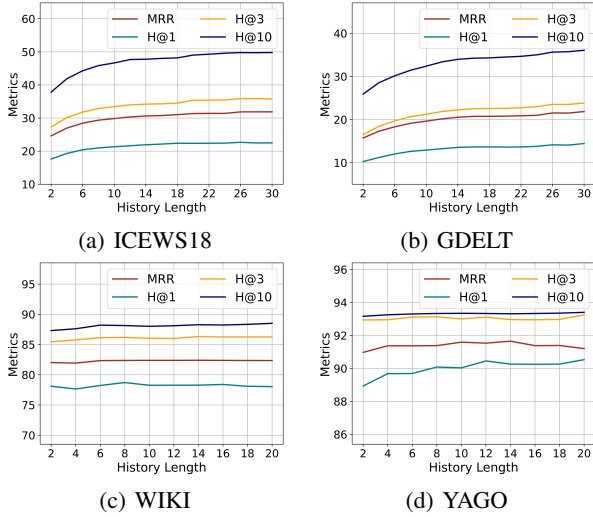 MRR H@3
H@1 H@10
60
50
40
30
20
10
Metrics
2 6 10 14 18 22 26 30
History Length
(a) ICEWS18
MRR H@3
H@1 H@10
40
30
20
10
Metrics
2 6 10 14 18 22 26 30
History Length
(b) GDELT
MRR H@3
H@1 H@10
95
90
85
80
75
70
Metrics
2 4 6 8 10 12 14 16 18 20
History Length
(c) WIKI
MRR H@3
H@1 H@10
96
94
92
90
88
86
Metrics
2 4 6 8 10 12 14 16 18 20
History Length
(d) YAGO